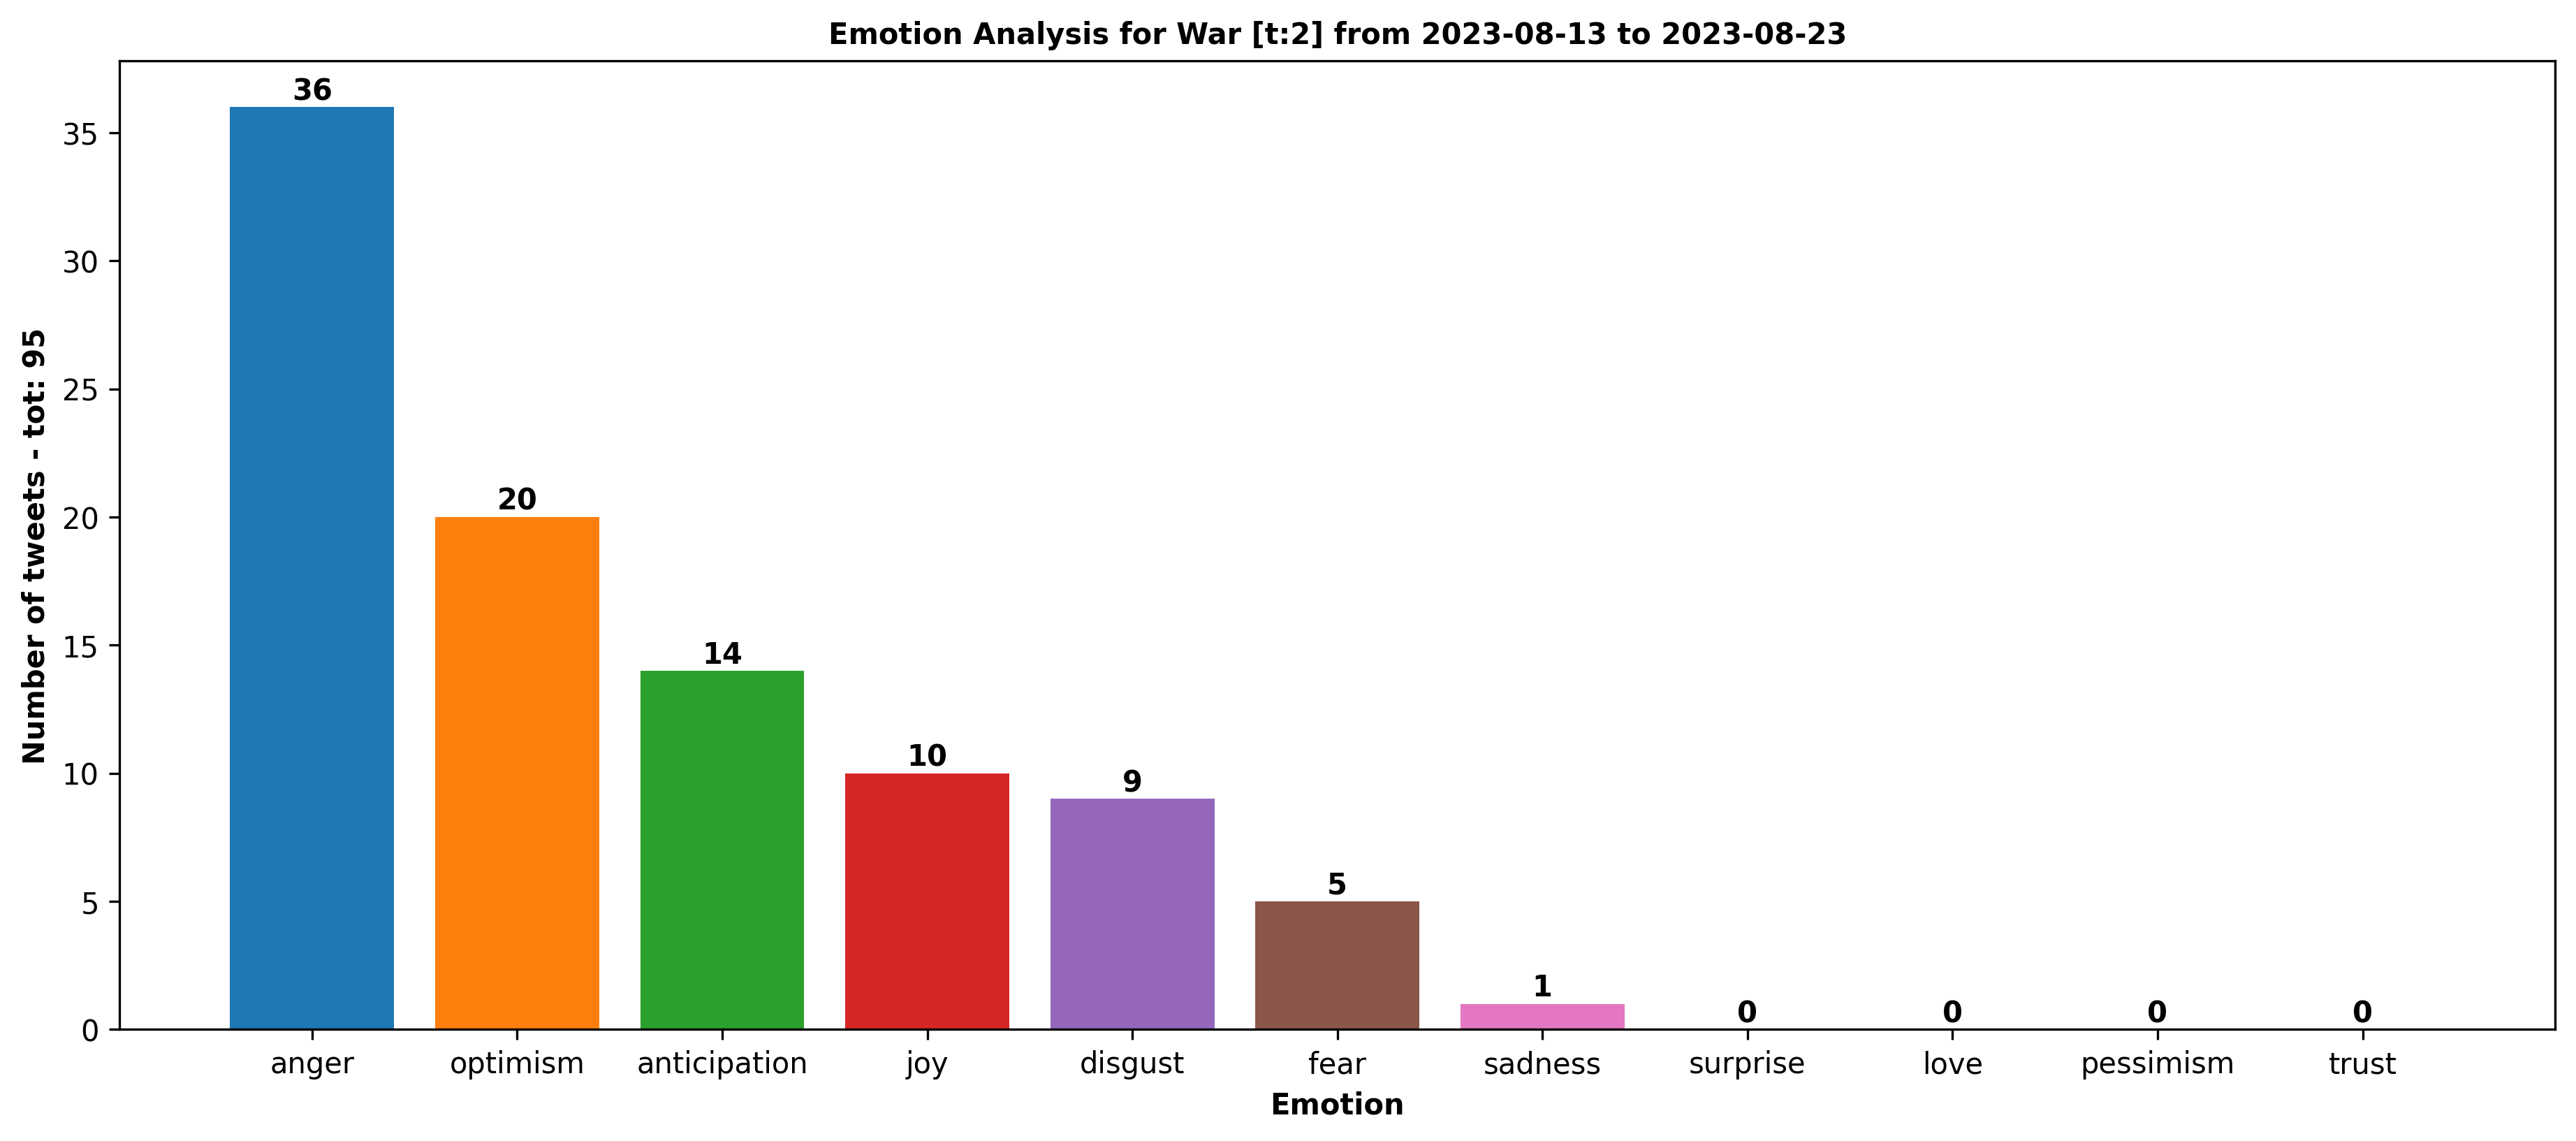 Emotion Analysis for War [t:2] from 2023-08-13 to 2023-08-23
Number of tweets - tot: 95
35
30
25
20
15
10
5
0
36
20
14
10
9
5
1
0
0
0
0
anger
optimism
anticipation
joy
disgust
fear
sadness
surprise
love
pessimism
trust
Emotion